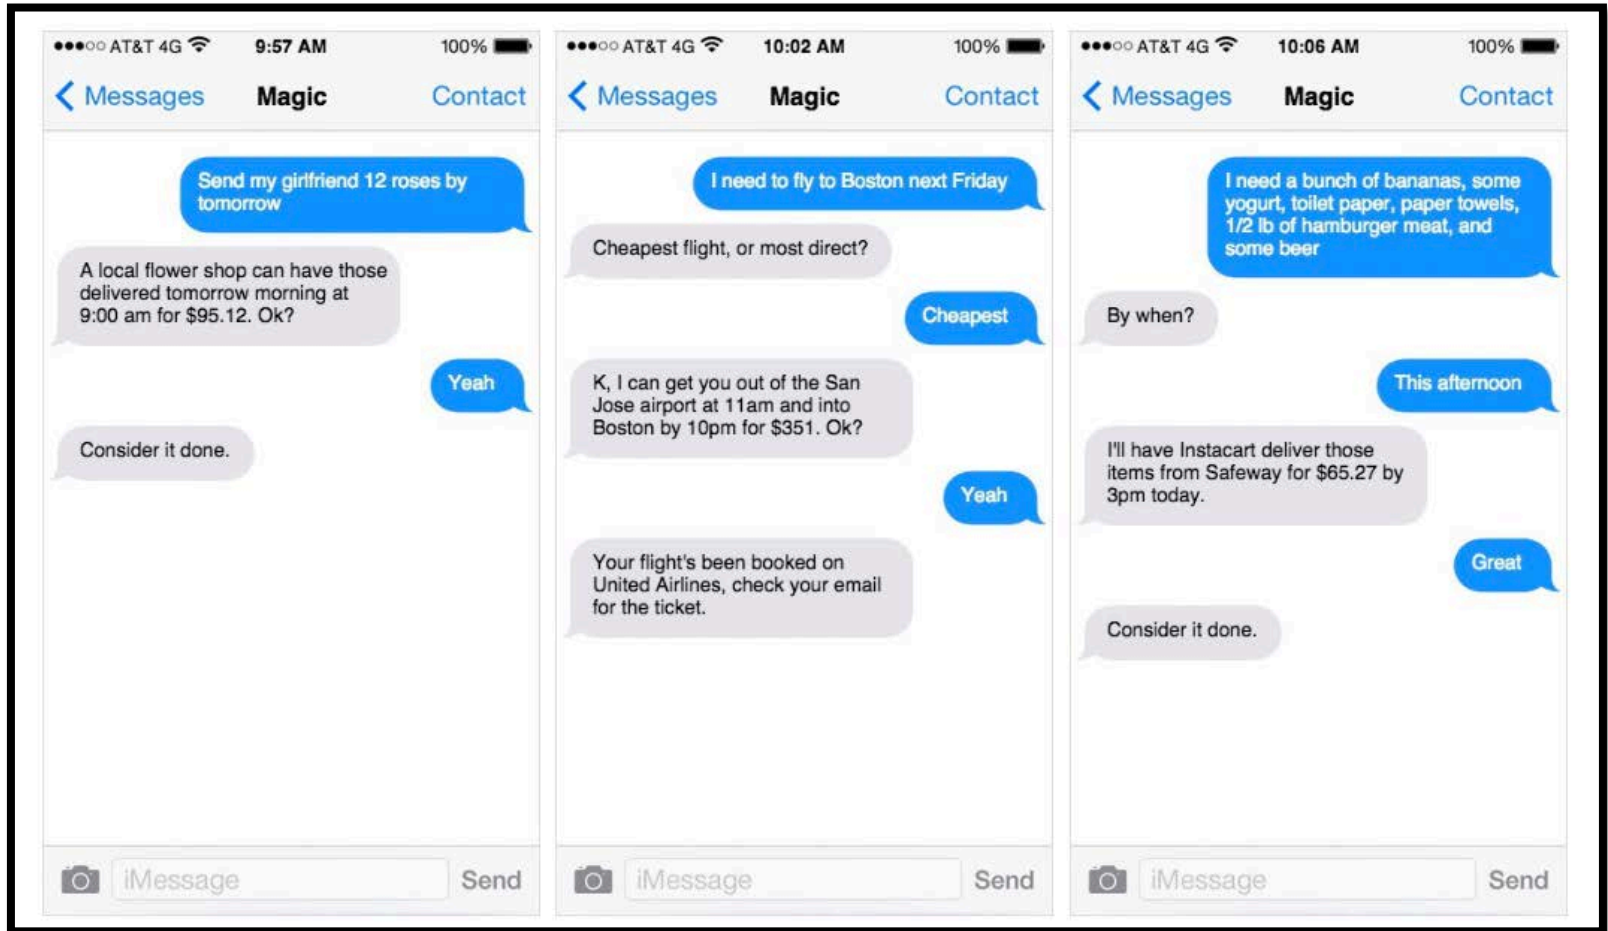 AT&T 4G 9:57 AM 100%
Messages Magic Contact
Send my girlfriend 12 roses by
tomorrow
A local flower shop can have those
delivered tomorrow morning at
9:00 am for $95.12. Ok?
Yeah
Consider it done.
iMessage Send
AT&T 4G 10:02 AM 100%
Messages Magic Contact
I need to fly to Boston next Friday
Cheapest flight, or most direct?
Cheapest
K, I can get you out of the San
Jose airport at 11am and into
Boston by 10pm for $351. Ok?
Yeah
Your flight's been booked on
United Airlines, check your email
for the ticket.
iMessage Send
AT&T 4G 10:06 AM 100%
Messages Magic Contact
I need a bunch of bananas, some
yogurt, toilet paper, paper towels,
1/2 lb of hamburger meat, and
some beer
By when?
This afternoon
I'll have Instacart deliver those
items from Safeway for $65.27 by
3pm today.
Great
Consider it done.
iMessage Send